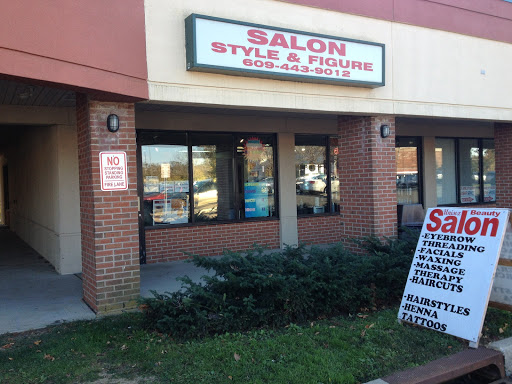 SALON
STYLE & FIGURE
609-443-9012
NO
STOPPING
STANDING
PARKING
FIRE LANE
Unisex Beauty
Salon
-EYEBROW
THREADING
-FACIALS
-WAXING
-MASSAGE
THERAPY
-HAIRCUTS
-HAIRSTYLES
-HENNA
TATTOOS